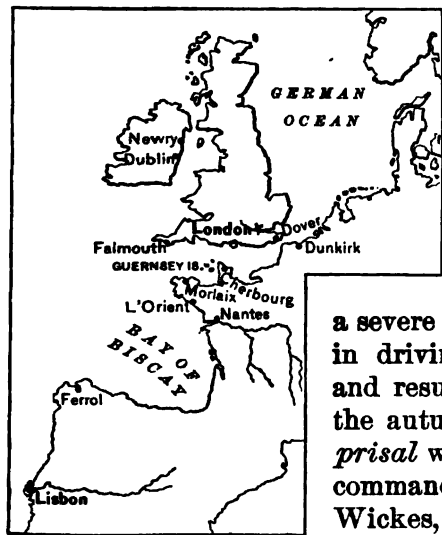 GERMAN
OCEAN
Newry
Dublin
London
Dover
Falmouth
Dunkirk
GUERNSEY IS.
Cherbourg
Morlaix
L'Orient
Nantes
BAY OF
BISCAY
Ferrol
Lisbon
a severe
in drivin
and resu
the autu
prisal w
comman
Wickes,